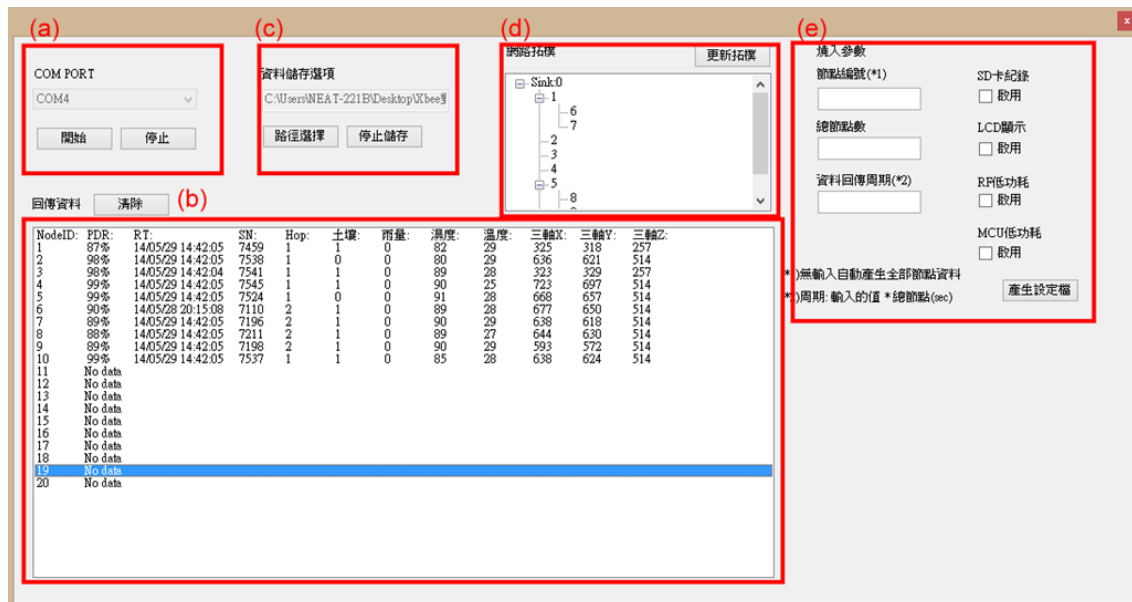 (a)
COM PORT
COM4
開始 停止
(c)
資料儲存選項
C:\Users\NEAT-221B\Desktop\Xbee
路徑選擇 停止儲存
(d)
網路拓樸 更新拓樸
Sink:0
1
6
7
2
3
4
5
8
(e)
燒入參數
節點編號(*1) SD卡紀錄
啟用
總節點數 LCD顯示
啟用
資料回傳周期(*2) RF低功耗
啟用
MCU低功耗
啟用
)無輸入自動產生全部節點資料
)周期: 輸入的值 * 總節點(sec)
產生設定檔
回傳資料 清除 (b)
NodeID: PDR: RT: SN: Hop: 土壤: 雨量: 濕度: 溫度: 三軸X: 三軸Y: 三軸Z:
1 87% 14/05/29 14:42:05 7459 1 1 0 82 29 325 318 257
2 98% 14/05/29 14:42:05 7538 1 0 0 80 29 636 621 514
3 98% 14/05/29 14:42:04 7541 1 1 0 89 28 323 329 257
4 99% 14/05/29 14:42:05 7545 1 1 0 90 25 723 697 514
5 99% 14/05/29 14:42:05 7524 1 0 0 91 28 668 657 514
6 90% 14/05/28 20:15:08 7110 2 1 0 89 28 677 650 514
7 89% 14/05/29 14:42:05 7196 2 1 0 90 29 638 618 514
8 88% 14/05/29 14:42:05 7211 2 1 0 89 27 644 630 514
9 89% 14/05/29 14:42:05 7198 2 1 0 90 29 593 572 514
10 99% 14/05/29 14:42:05 7537 1 1 0 85 28 638 624 514
11 No data
12 No data
13 No data
14 No data
15 No data
16 No data
17 No data
18 No data
19 No data
20 No data